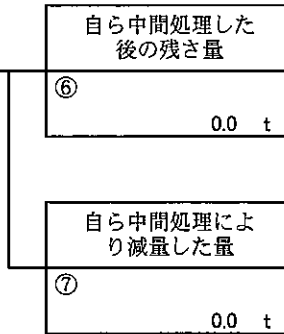 自ら中間処理した
後の残さ量
⑥
0.0 t
自ら中間処理によ
り減量した量
⑦
0.0 t